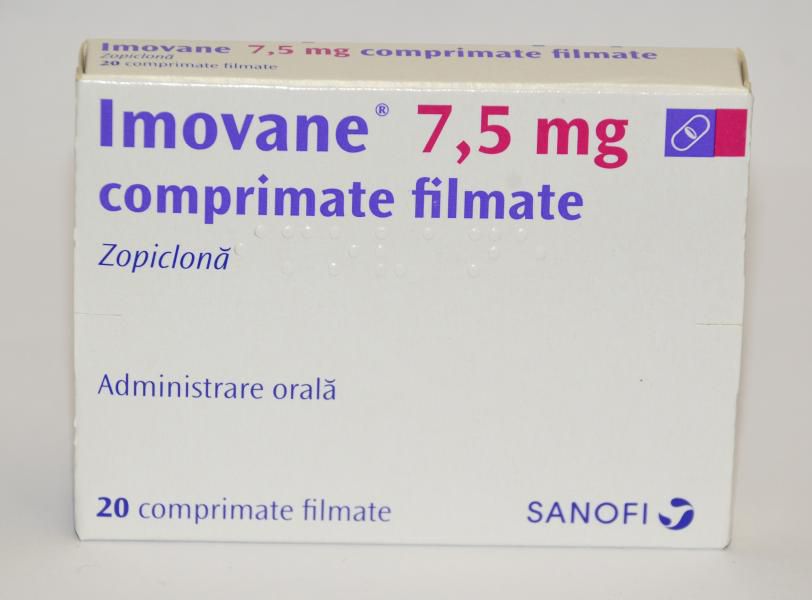 Imovane 7,5 mg comprimate filmate
Zopiclonă
20 comprimate filmate
Imovane® 7,5 mg
comprimate filmate
Zopiclonă
Administrare orală
20 comprimate filmate
SANOFI